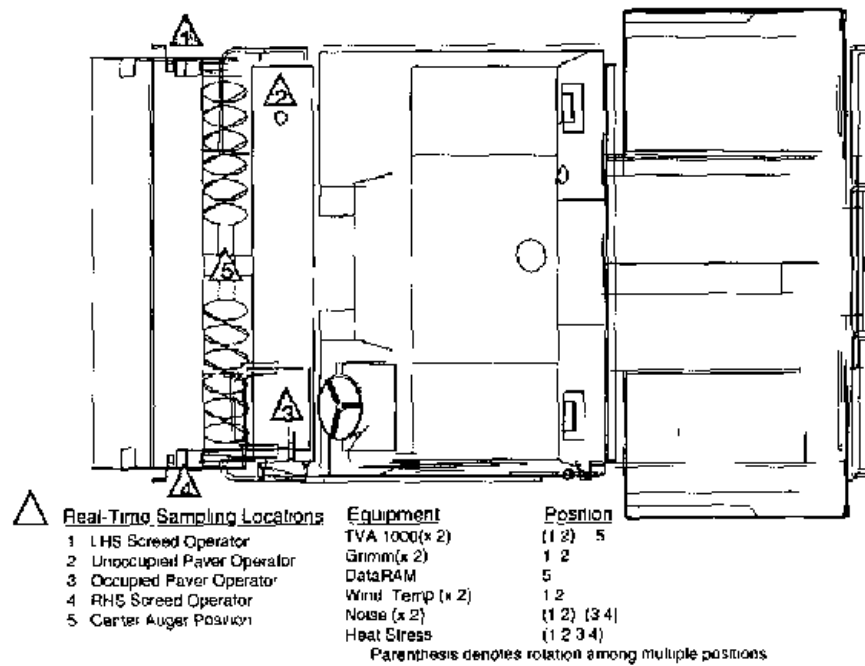 1
2
5
3
4
Real-Time Sampling Locations
1 LHS Screed Operator
2 Unoccupied Paver Operator
3 Occupied Paver Operator
4 RHS Screed Operator
5 Center Auger Position
Equipment Position
TVA 1000(x 2) (1 2) 5
Grimm(x 2) 1 2
DataRAM 5
Wind Temp (x 2) 1 2
Noise (x 2) (1 2) (3 4)
Heat Stress (1 2 3 4)
Parenthesis denotes rotation among multiple positions